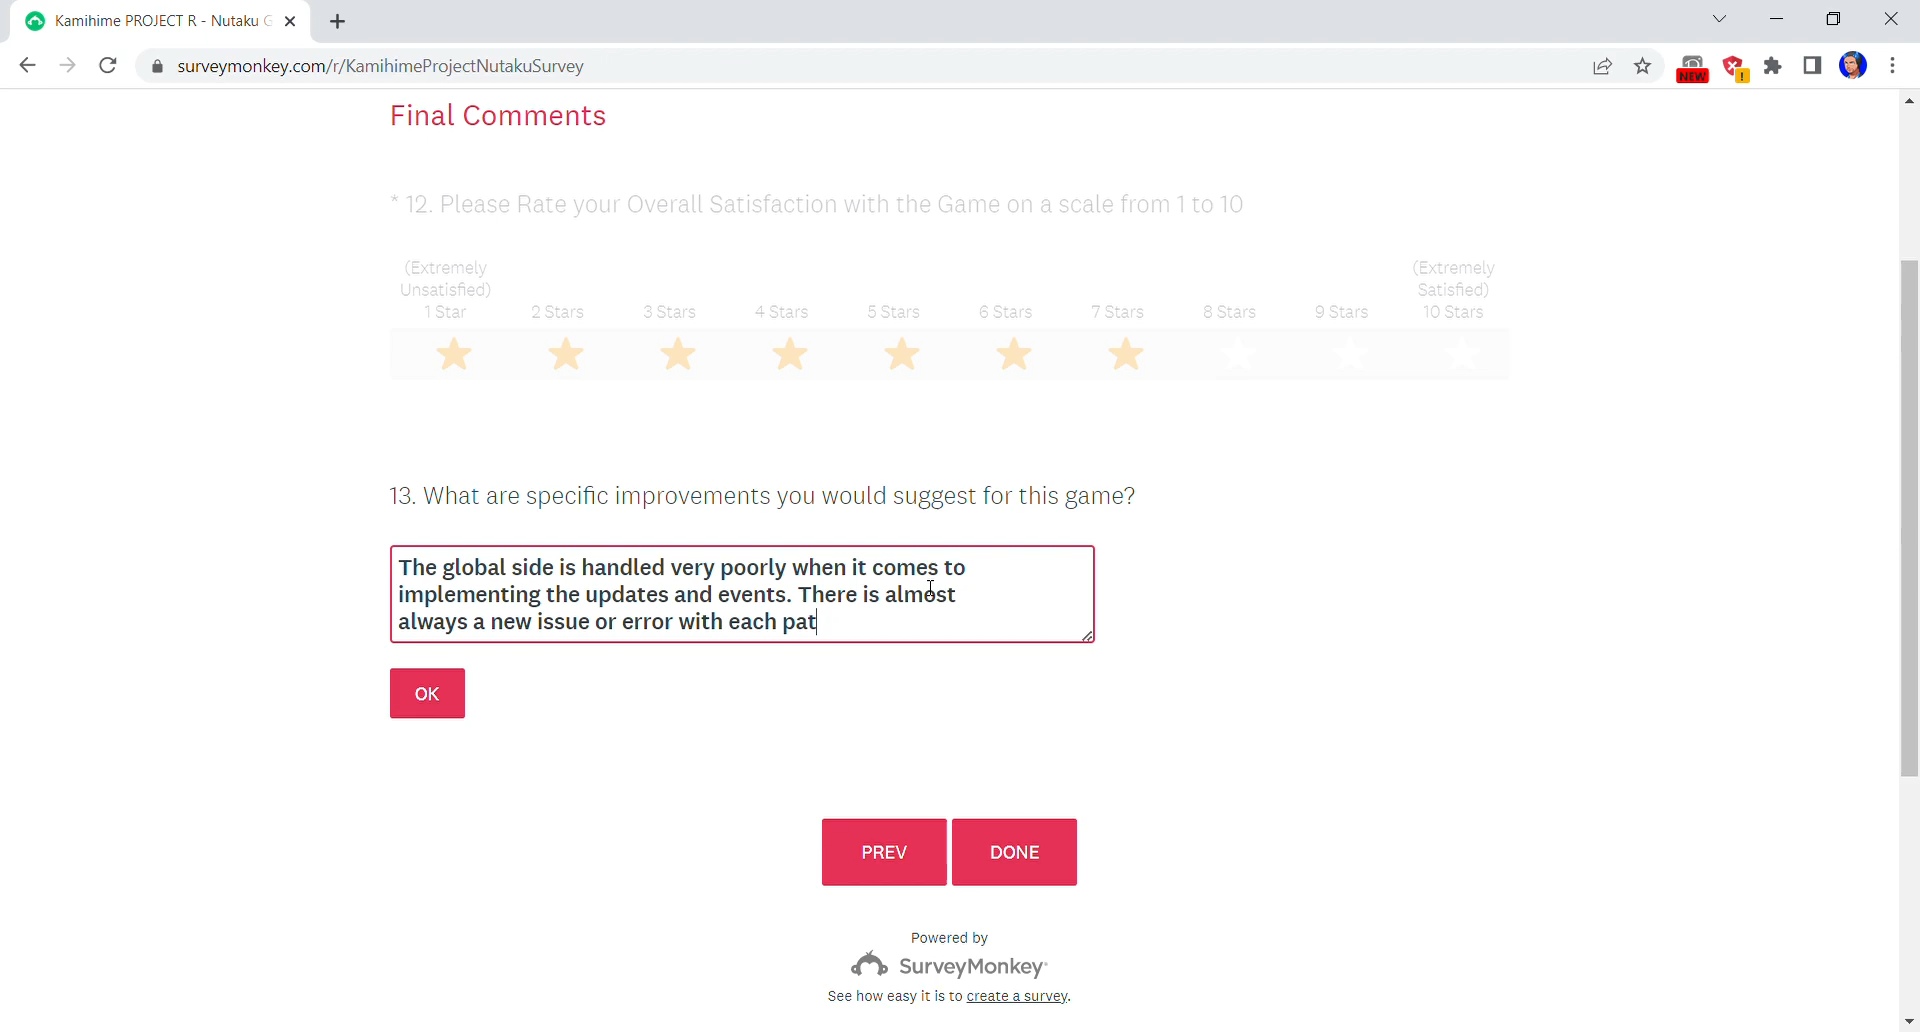 Kamihime PROJECT R - Nutaku G
surveymonkey.com/r/KamihimeProjectNutakuSurvey
NEW
!
Final Comments
* 12. Please Rate your Overall Satisfaction with the Game on a scale from 1 to 10
(Extremely Unsatisfied) 1 Star
2 Stars
3 Stars
4 Stars
5 Stars
6 Stars
7 Stars
8 Stars
9 Stars
(Extremely Satisfied) 10 Stars
13. What are specific improvements you would suggest for this game?
The global side is handled very poorly when it comes to
implementing the updates and events. There is almost
always a new issue or error with each pat
OK
PREV
DONE
Powered by
SurveyMonkey
See how easy it is to create a survey.